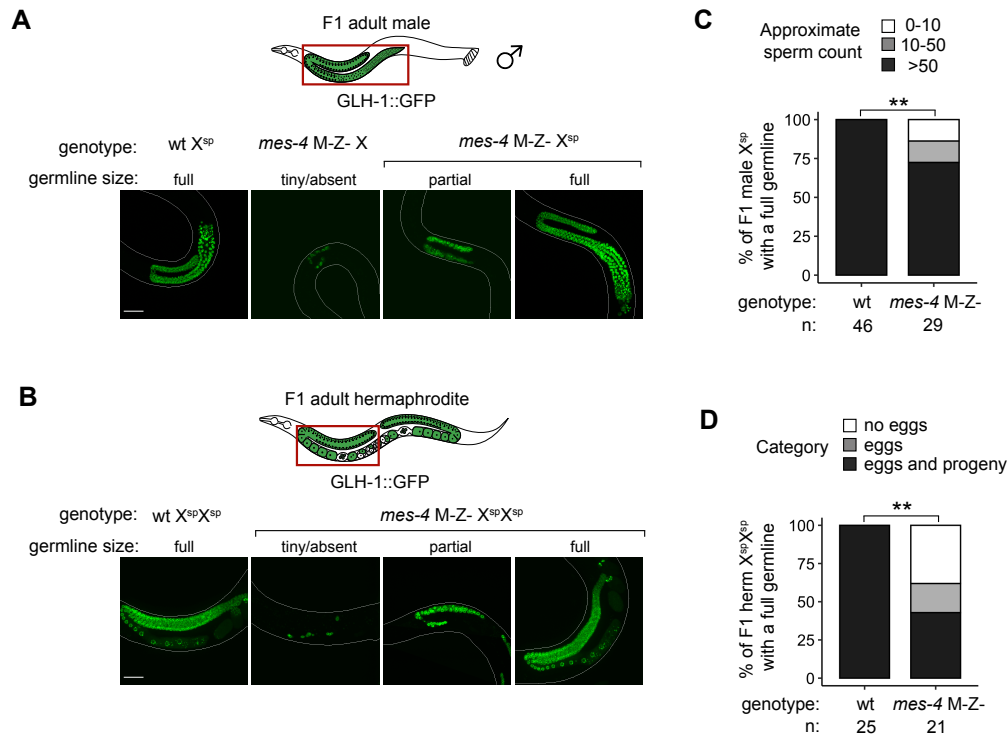 A
F1 adult male
♂
GLH-1::GFP
genotype: wt Xsp mes-4 M-Z- X mes-4 M-Z- Xsp
germline size: full tiny/absent partial full
B
F1 adult hermaphrodite
GLH-1::GFP
genotype: wt XspXsp mes-4 M-Z- XspXsp
germline size: full tiny/absent partial full
C
Approximate
sperm count
0-10
10-50
>50
**
% of F1 male Xsp
with a full germline
100
75
50
25
0
genotype: wt mes-4 M-Z-
n: 46 29
D
Category
no eggs
eggs
eggs and progeny
**
% of F1 herm XspXsp
with a full germline
100
75
50
25
0
genotype: wt mes-4 M-Z-
n: 25 21